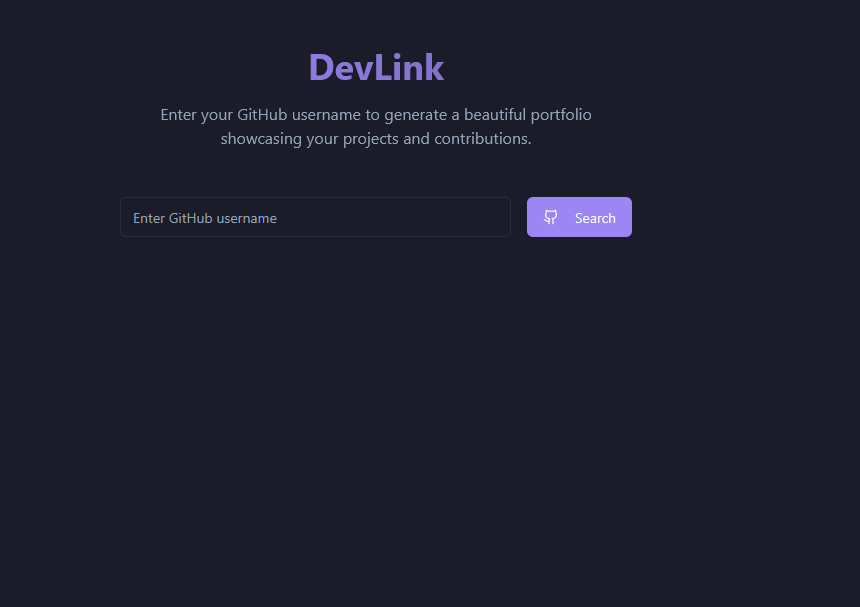 DevLink
Enter your GitHub username to generate a beautiful portfolio
showcasing your projects and contributions.
Enter GitHub username
Search